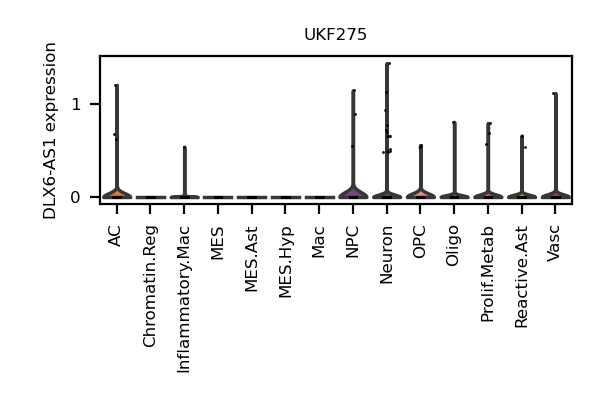 UKF275
DLX6-AS1 expression
1
0
AC
Chromatin.Reg
Inflammatory.Mac
MES
MES.Ast
MES.Hyp
Mac
NPC
Neuron
OPC
Oligo
Prolif.Metab
Reactive.Ast
Vasc